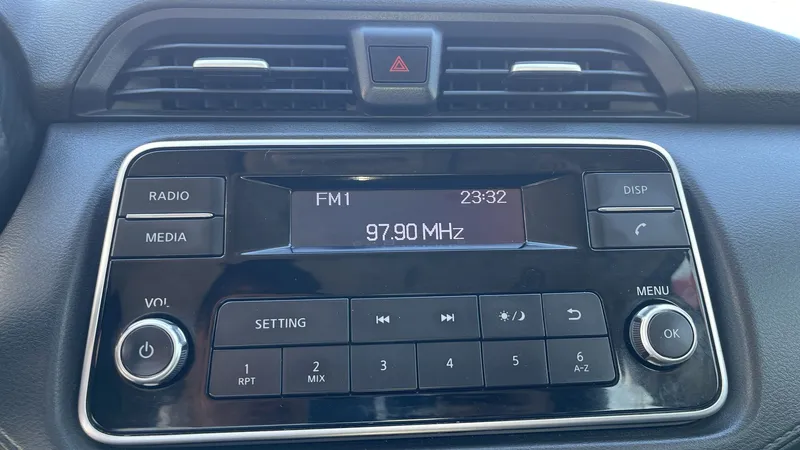 RADIO
MEDIA
FM1 23:32
97.90 MHz
DISP
VOL
MENU
SETTING
OK
1 RPT
2 MIX
3
4
5
6 A-Z